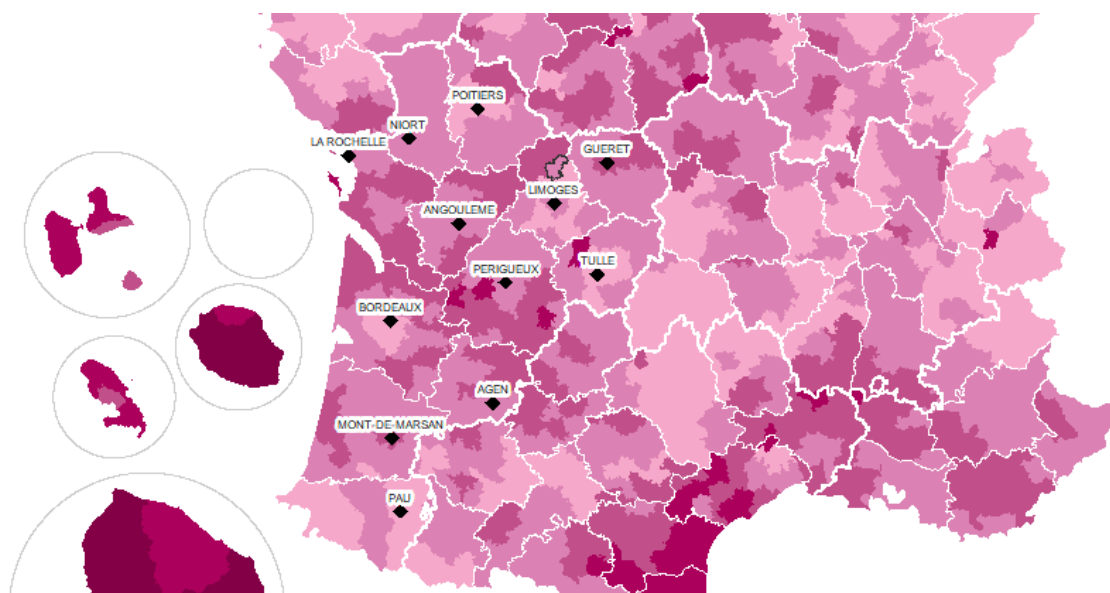 POITIERS
NIORT
LA ROCHELLE
GUERET
LIMOGES
ANGOULEME
TULLE
PERIGUEUX
BORDEAUX
AGEN
MONT-DE-MARSAN
PAU